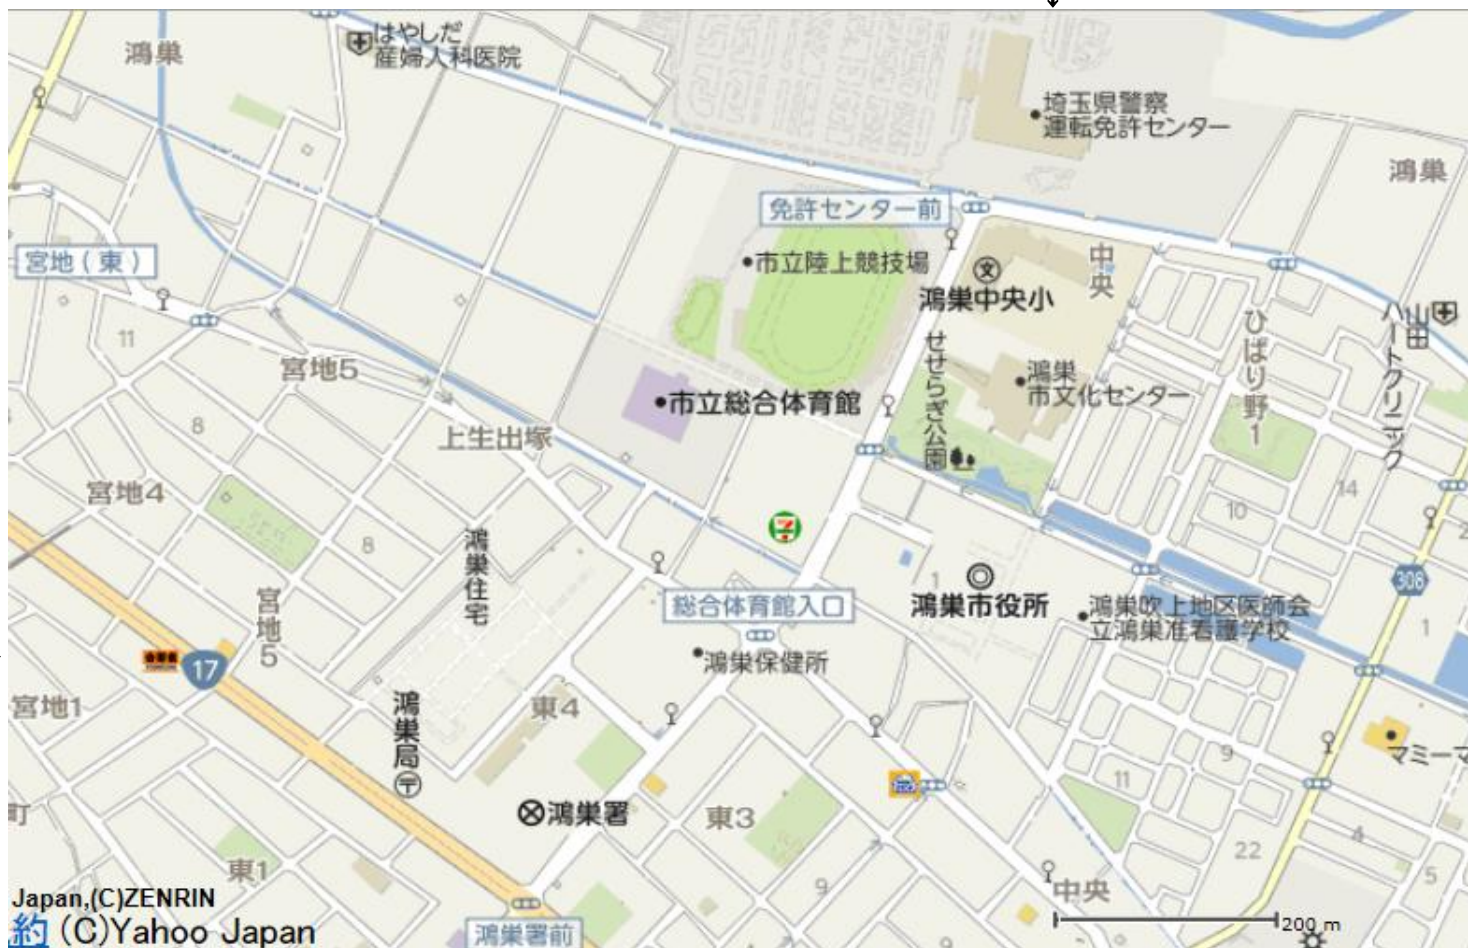 鴻巣
はやしだ
産婦人科医院
埼玉県警察
運転免許センター
鴻巣
免許センター前
中央
市立陸上競技場
文
鴻巣中央小
宮地(東)
せせらぎ公園
ひばり野1
山田
ハートクリニック
11
宮地5
鴻巣
市文化センター
市立総合体育館
8
上生出塚
宮地4
14
10
鴻巣住宅
8
308
1
鴻巣市役所
鴻巣吹上地区医師会
立鴻巣准看護学校
総合体育館入口
宮地5
1
鴻巣保健所
17
宮地1
鴻巣局
東4
マミーマ
9
11
町
鴻巣署
東3
4
22
東1
9
5
中央
Japan,(C)ZENRIN
約 (C)Yahoo Japan
鴻巣署前
200 m
9